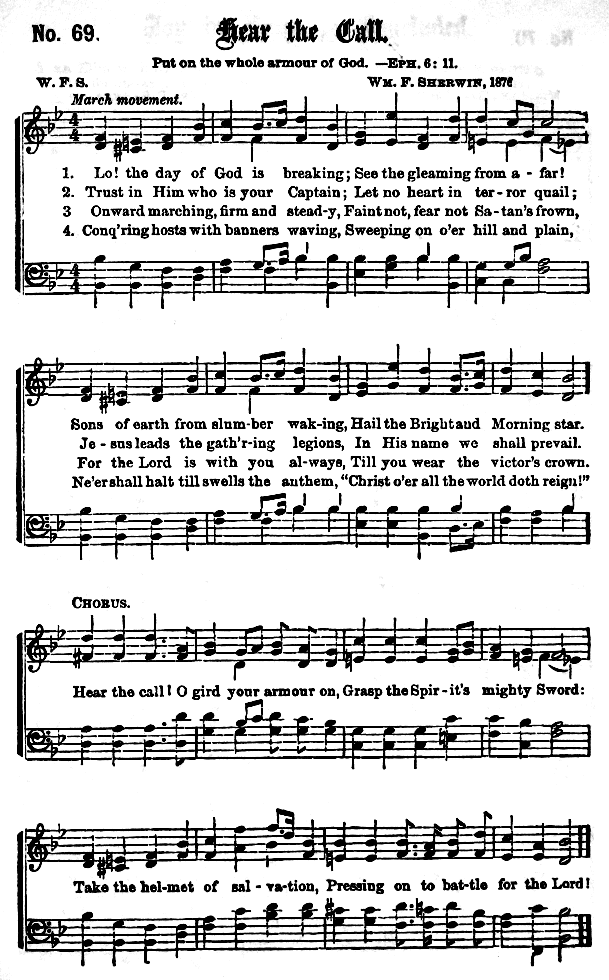 No. 69. Hear the Call.
Put on the whole armour of God. —EPH. 6: 11.
W. F. S. WM. F. SHERWIN, 1876
March movement.
1. Lo! the day of God is breaking; See the gleaming from a - far!
2. Trust in Him who is your Captain; Let no heart in ter-ror quail;
3 Onward marching, firm and stead-y, Faint not, fear not Sa-tan's frown,
4. Conq'ring hosts with banners waving, Sweeping on o'er hill and plain,
Sons of earth from slum-ber wak-ing, Hail the Bright and Morning star.
Je - sus leads the gath'r-ing legions, In His name we shall prevail.
For the Lord is with you al-ways, Till you wear the victor's crown.
Ne'er shall halt till swells the anthem, "Christ o'er all the world doth reign!"
CHORUS.
Hear the call! O gird your armour on, Grasp the Spir-it's mighty Sword:
Take the hel-met of sal - va-tion, Pressing on to bat-tle for the Lord!